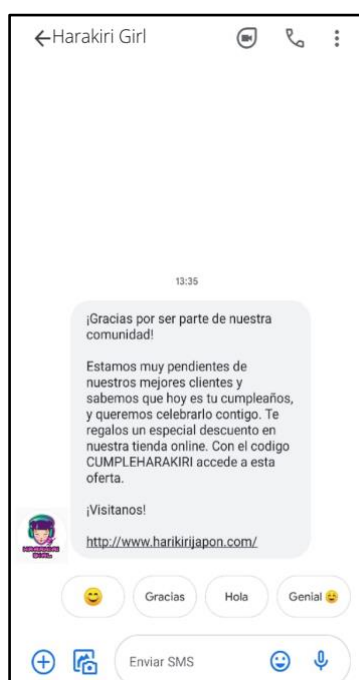 Harakiri Girl
13:35
¡Gracias por ser parte de nuestra
comunidad!
Estamos muy pendientes de
nuestros mejores clientes y
sabemos que hoy es tu cumpleaños,
y queremos celebrarlo contigo. Te
regalos un especial descuento en
nuestra tienda online. Con el codigo
CUMPLEHARAKIRI accede a esta
oferta.
¡Visitanos!
http://www.harikirijapon.com/
HARAKIRI
GIRL
Gracias
Hola
Genial
Enviar SMS